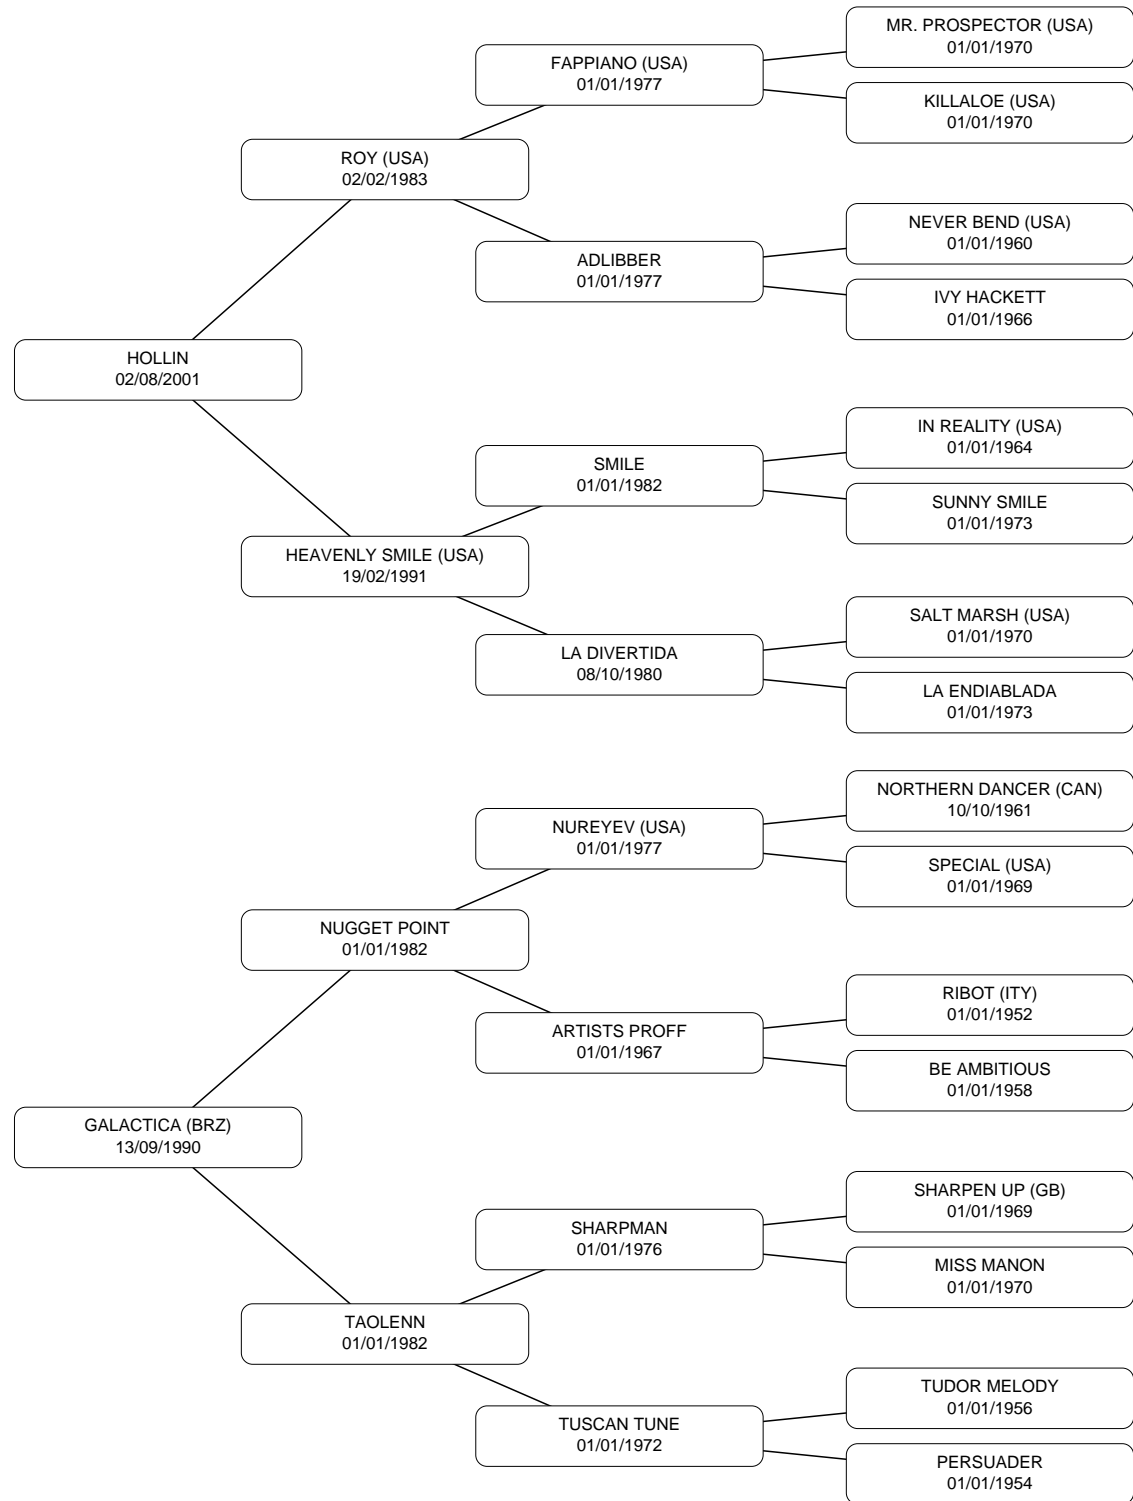 MR. PROSPECTOR (USA)
01/01/1970
FAPPIANO (USA)
01/01/1977
KILLALOE (USA)
01/01/1970
ROY (USA)
02/02/1983
NEVER BEND (USA)
01/01/1960
ADLIBBER
01/01/1977
IVY HACKETT
01/01/1966
HOLLIN
02/08/2001
IN REALITY (USA)
01/01/1964
SMILE
01/01/1982
SUNNY SMILE
01/01/1973
HEAVENLY SMILE (USA)
19/02/1991
SALT MARSH (USA)
01/01/1970
LA DIVERTIDA
08/10/1980
LA ENDIABLADA
01/01/1973
NORTHERN DANCER (CAN)
10/10/1961
NUREYEV (USA)
01/01/1977
SPECIAL (USA)
01/01/1969
NUGGET POINT
01/01/1982
RIBOT (ITY)
01/01/1952
ARTISTS PROFF
01/01/1967
BE AMBITIOUS
01/01/1958
GALACTICA (BRZ)
13/09/1990
SHARPEN UP (GB)
01/01/1969
SHARPMAN
01/01/1976
MISS MANON
01/01/1970
TAOLENN
01/01/1982
TUDOR MELODY
01/01/1956
TUSCAN TUNE
01/01/1972
PERSUADER
01/01/1954